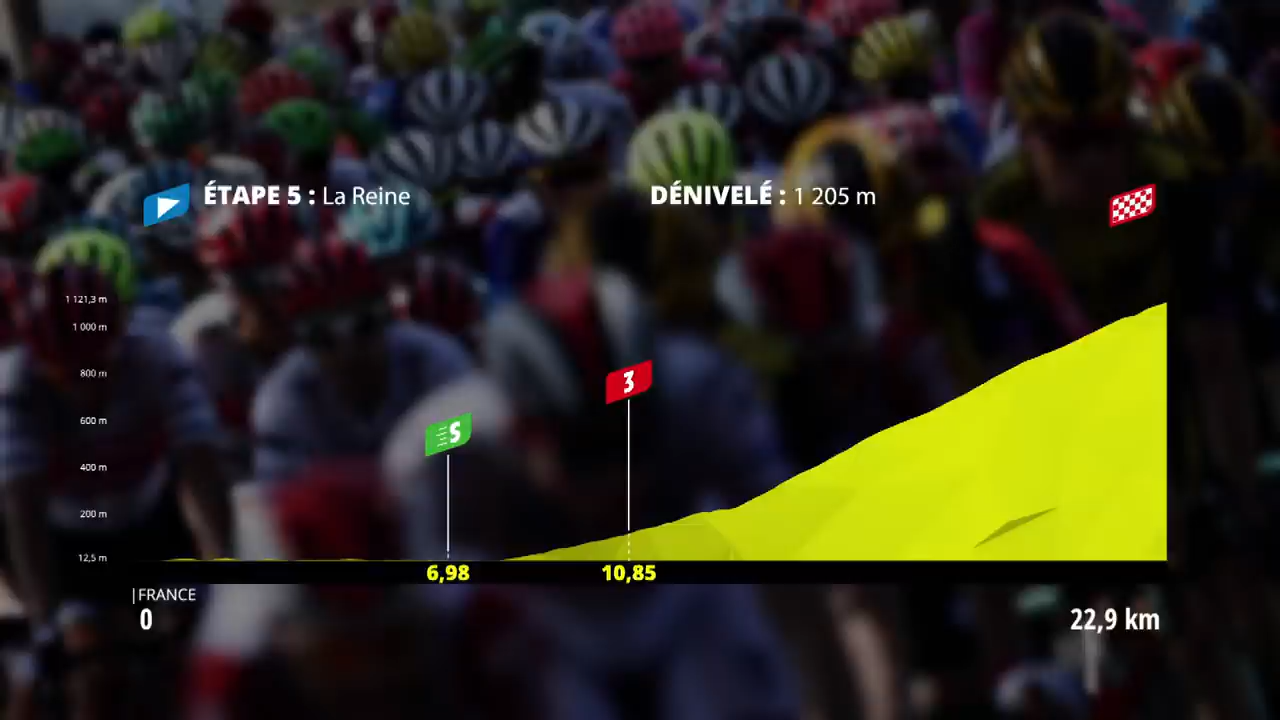 ÉTAPE 5 : La Reine
DÉNIVELÉ : 1 205 m
1 121,3 m
1 000 m
800 m
600 m
400 m
200 m
12,5 m
S
3
6,98
10,85
|FRANCE
0
22,9 km